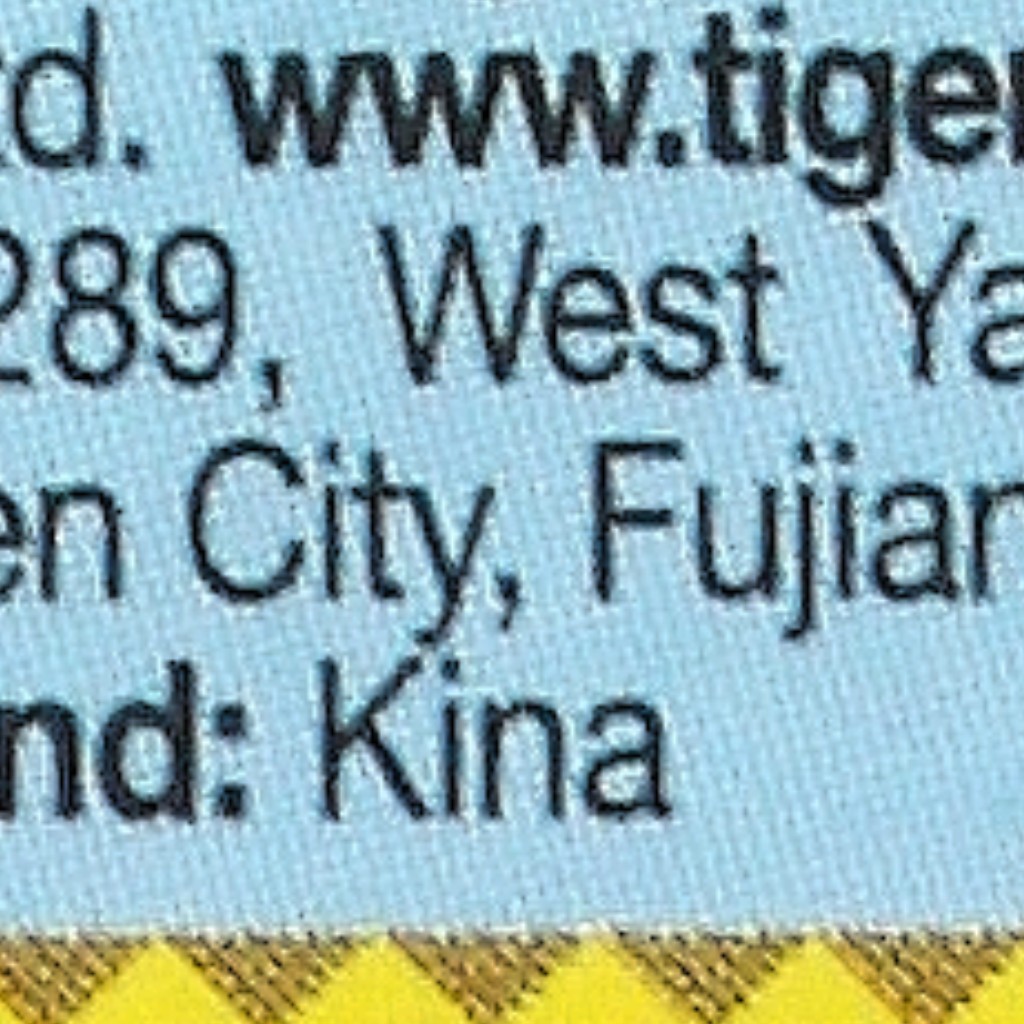 td. www.tiger
289, West Ya
en City, Fujian
nd: Kina